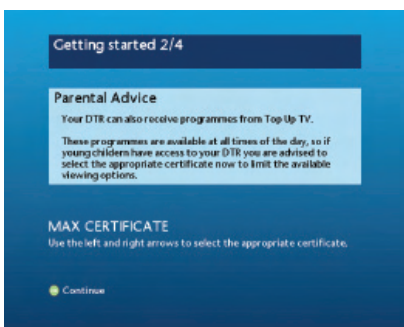 Getting started 2/4
Parental Advice
Your DTR can also receive programmes from Top Up TV.
These programmes are available at all times of the day, so if
young childern have access to your DTR you are advised to
select the appropriate certificate now to limit the available
viewing options.
MAX CERTIFICATE
Use the left and right arrows to select the appropriate certificate.
Continue